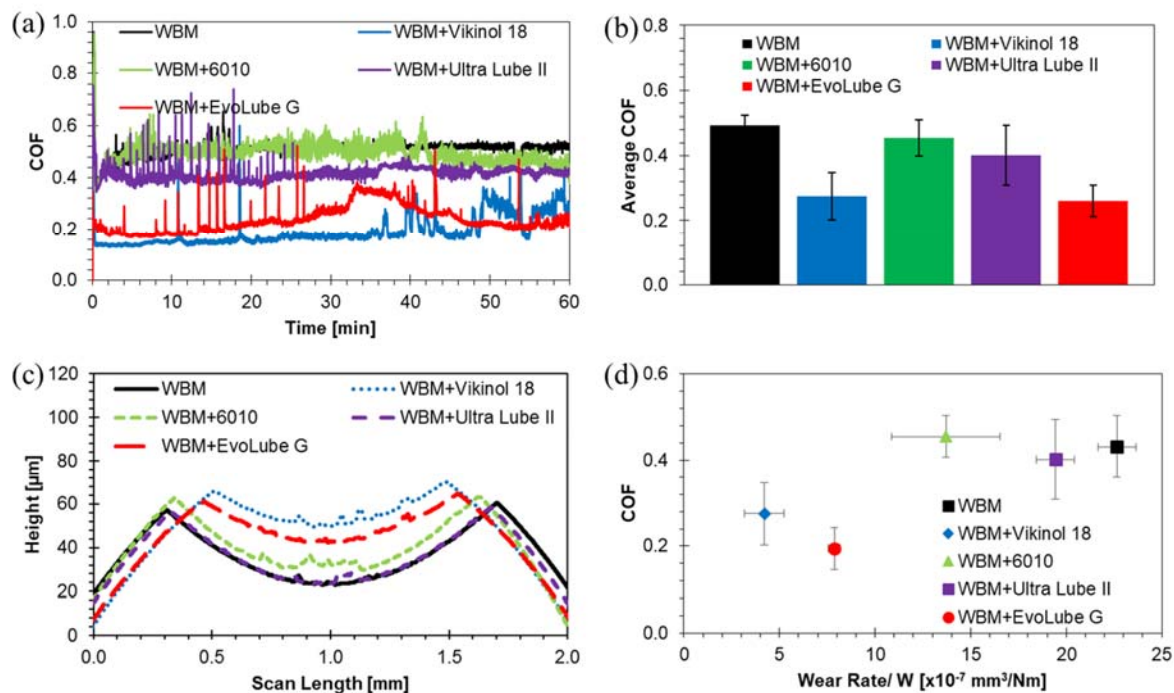 (a)
1.0
0.8
0.6
0.4
0.2
0.0
COF
WBM
WBM+Vikinol 18
WBM+6010
WBM+Ultra Lube II
WBM+EvoLube G
0
10
20
30
40
50
60
Time [min]
(b)
0.8
0.6
0.4
0.2
0.0
Average COF
WBM
WBM+Vikinol 18
WBM+6010
WBM+Ultra Lube II
WBM+EvoLube G
(c)
120
100
80
60
40
20
0
Height [µm]
WBM
WBM+Vikinol 18
WBM+6010
WBM+Ultra Lube II
WBM+EvoLube G
0.0
0.5
1.0
1.5
2.0
Scan Length [mm]
(d)
0.6
0.4
0.2
0.0
COF
WBM
WBM+Vikinol 18
WBM+6010
WBM+Ultra Lube II
WBM+EvoLube G
0
5
10
15
20
25
Wear Rate/ W [x10⁻⁷ mm³/Nm]